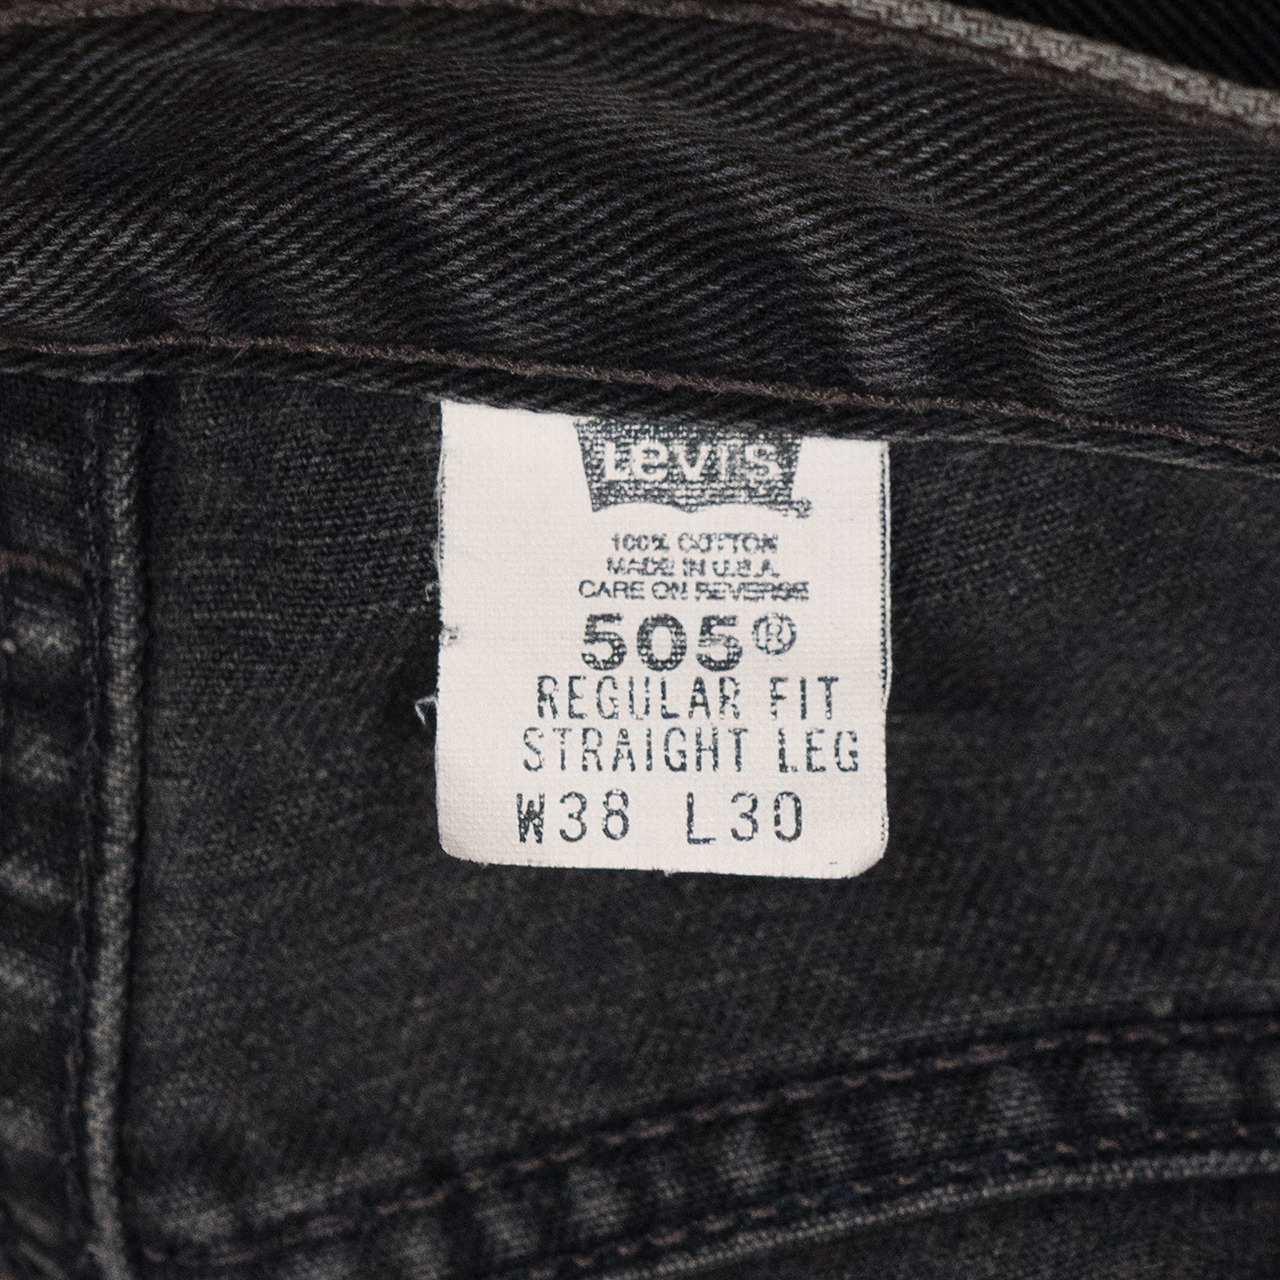 Levi's
100% COTTON
MADE IN U.S.A.
CARE ON REVERSE
505®
REGULAR FIT
STRAIGHT LEG
W38 L30